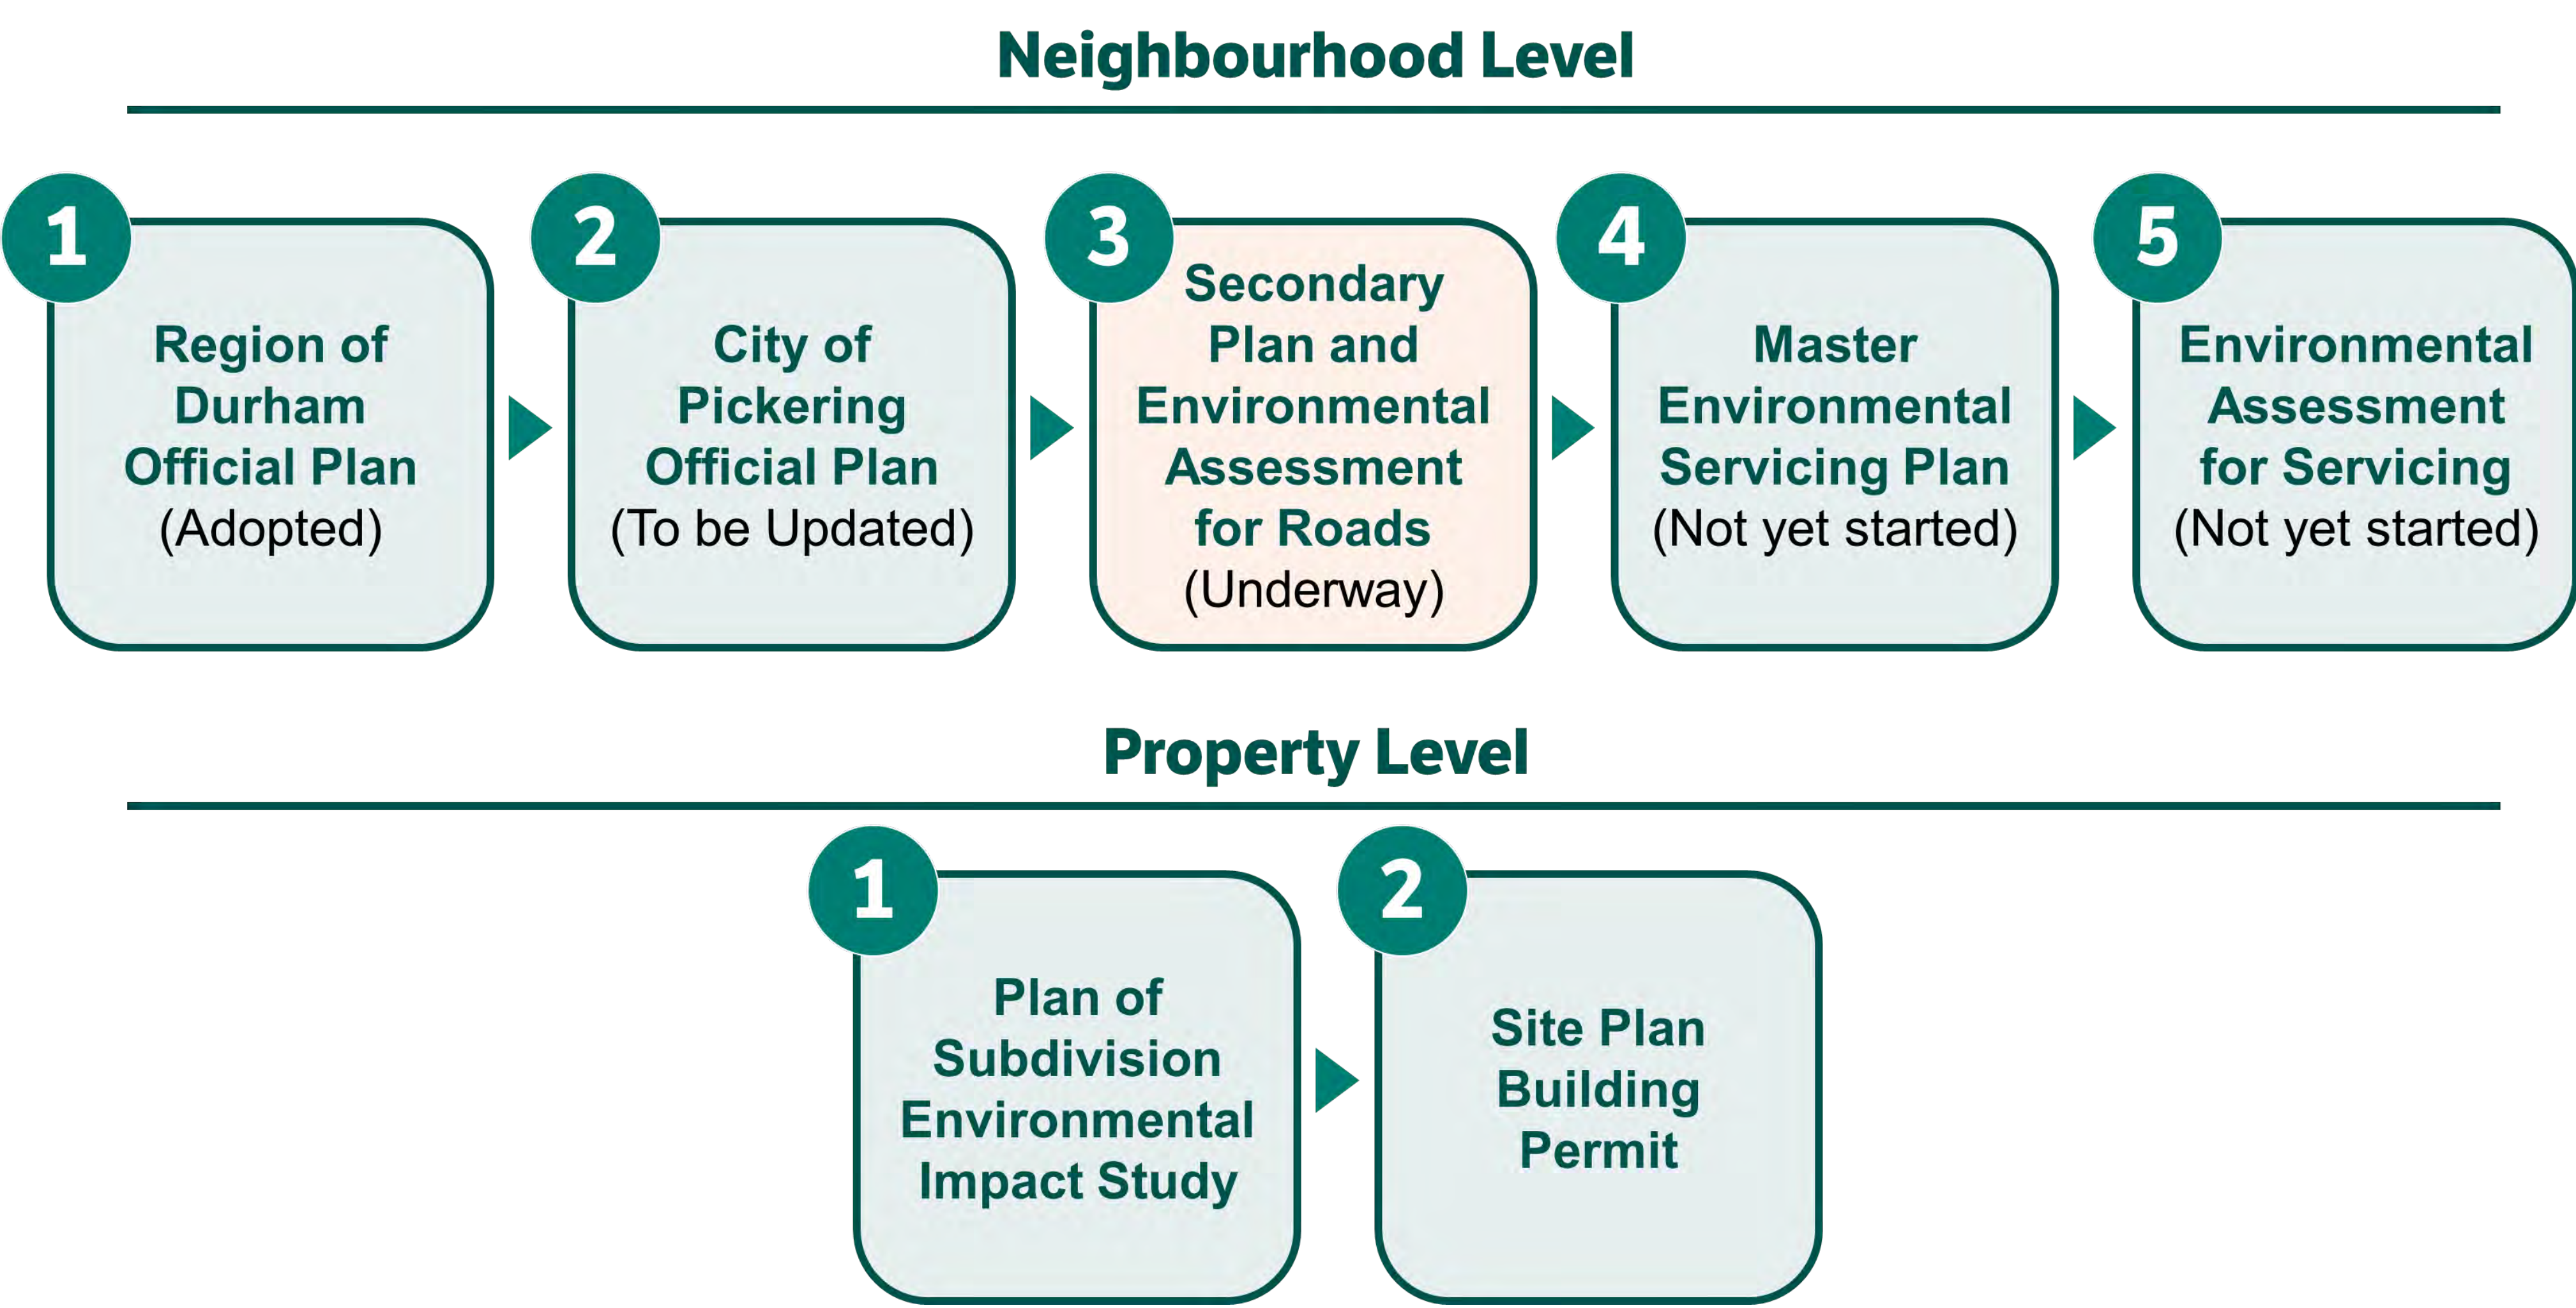 Neighbourhood Level
1
Region of
Durham
Official Plan
(Adopted)
2
City of
Pickering
Official Plan
(To be Updated)
3
Secondary
Plan and
Environmental
Assessment
for Roads
(Underway)
4
Master
Environmental
Servicing Plan
(Not yet started)
5
Environmental
Assessment
for Servicing
(Not yet started)
Property Level
1
Plan of
Subdivision
Environmental
Impact Study
2
Site Plan
Building
Permit